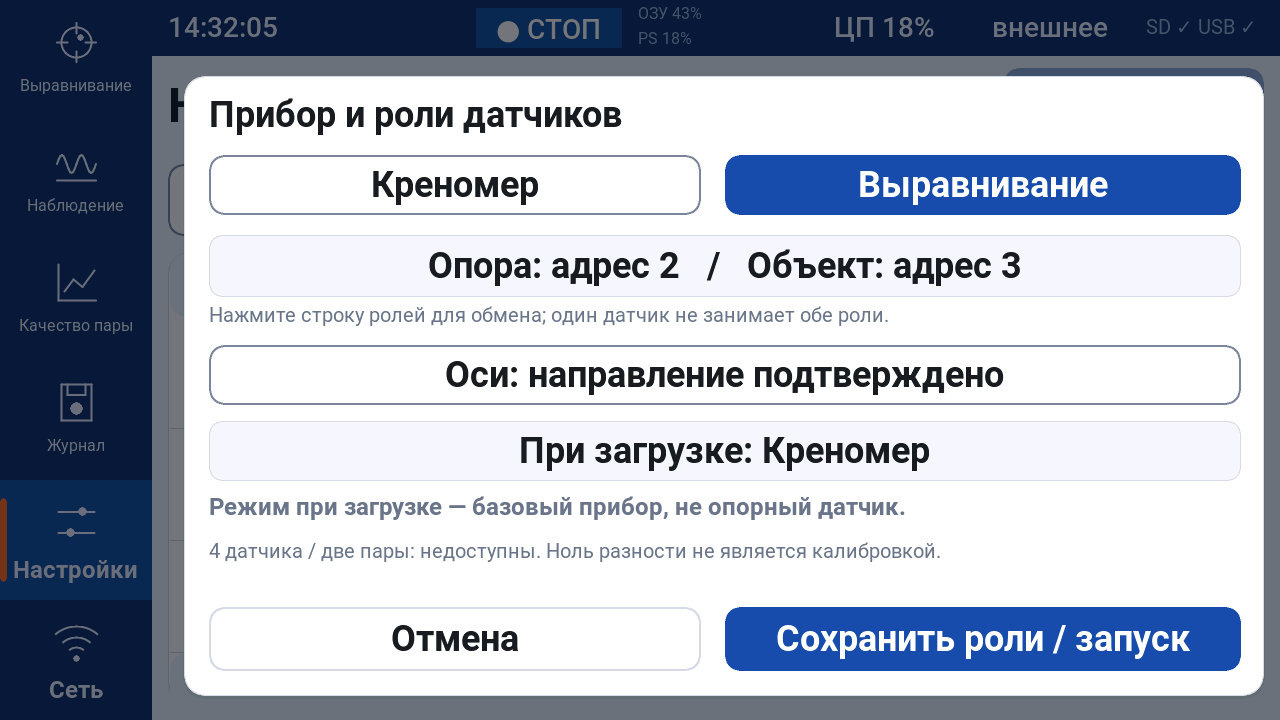 14:32:05
СТОП
ОЗУ 43%
PS 18%
ЦП 18%
внешнее
SD ✓ USB ✓
Выравнивание
Наблюдение
Качество пары
Журнал
Настройки
Сеть
Прибор и роли датчиков
Креномер
Выравнивание
Опора: адрес 2 / Объект: адрес 3
Нажмите строку ролей для обмена; один датчик не занимает обе роли.
Оси: направление подтверждено
При загрузке: Креномер
Режим при загрузке — базовый прибор, не опорный датчик.
4 датчика / две пары: недоступны. Ноль разности не является калибровкой.
Отмена
Сохранить роли / запуск